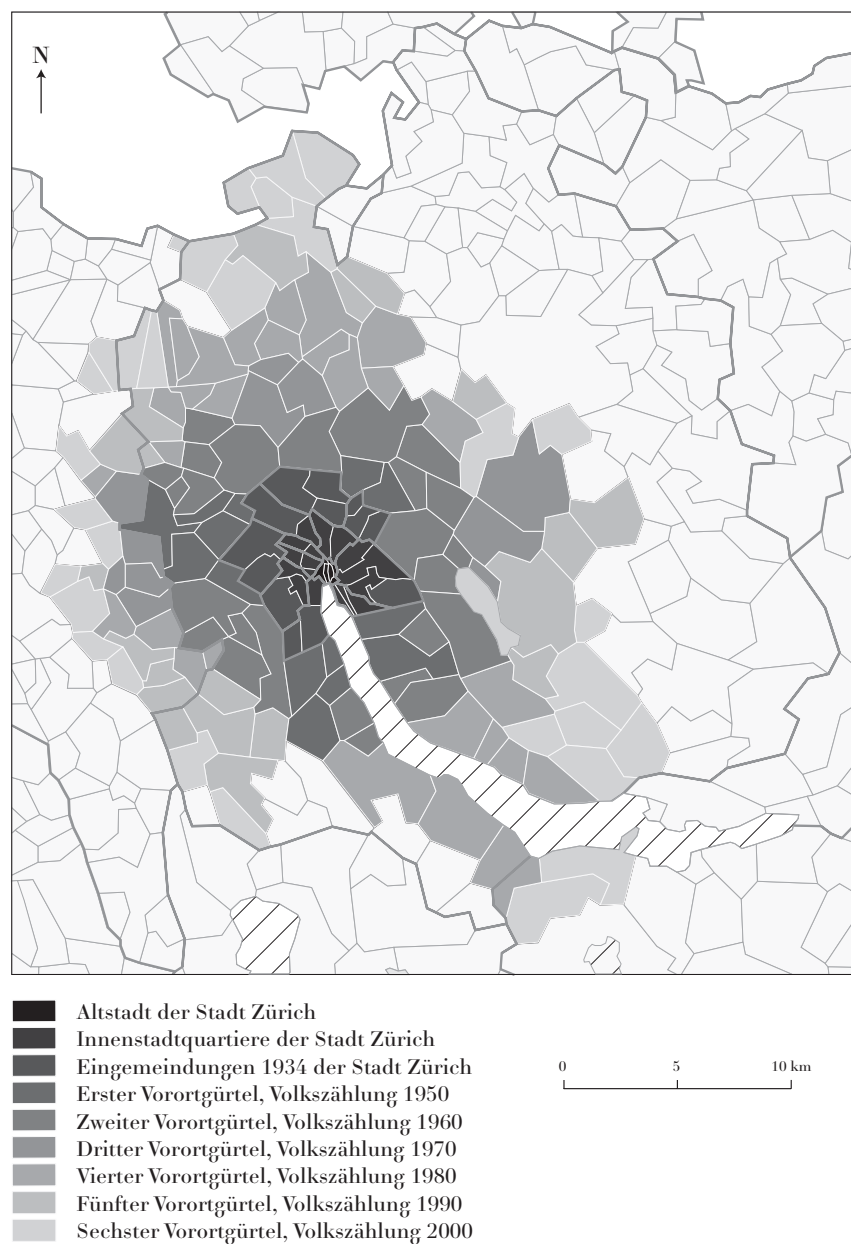 N
Altstadt der Stadt Zürich
Innenstadtquartiere der Stadt Zürich
Eingemeindungen 1934 der Stadt Zürich
Erster Vorortgürtel, Volkszählung 1950
Zweiter Vorortgürtel, Volkszählung 1960
Dritter Vorortgürtel, Volkszählung 1970
Vierter Vorortgürtel, Volkszählung 1980
Fünfter Vorortgürtel, Volkszählung 1990
Sechster Vorortgürtel, Volkszählung 2000
0 5 10 km